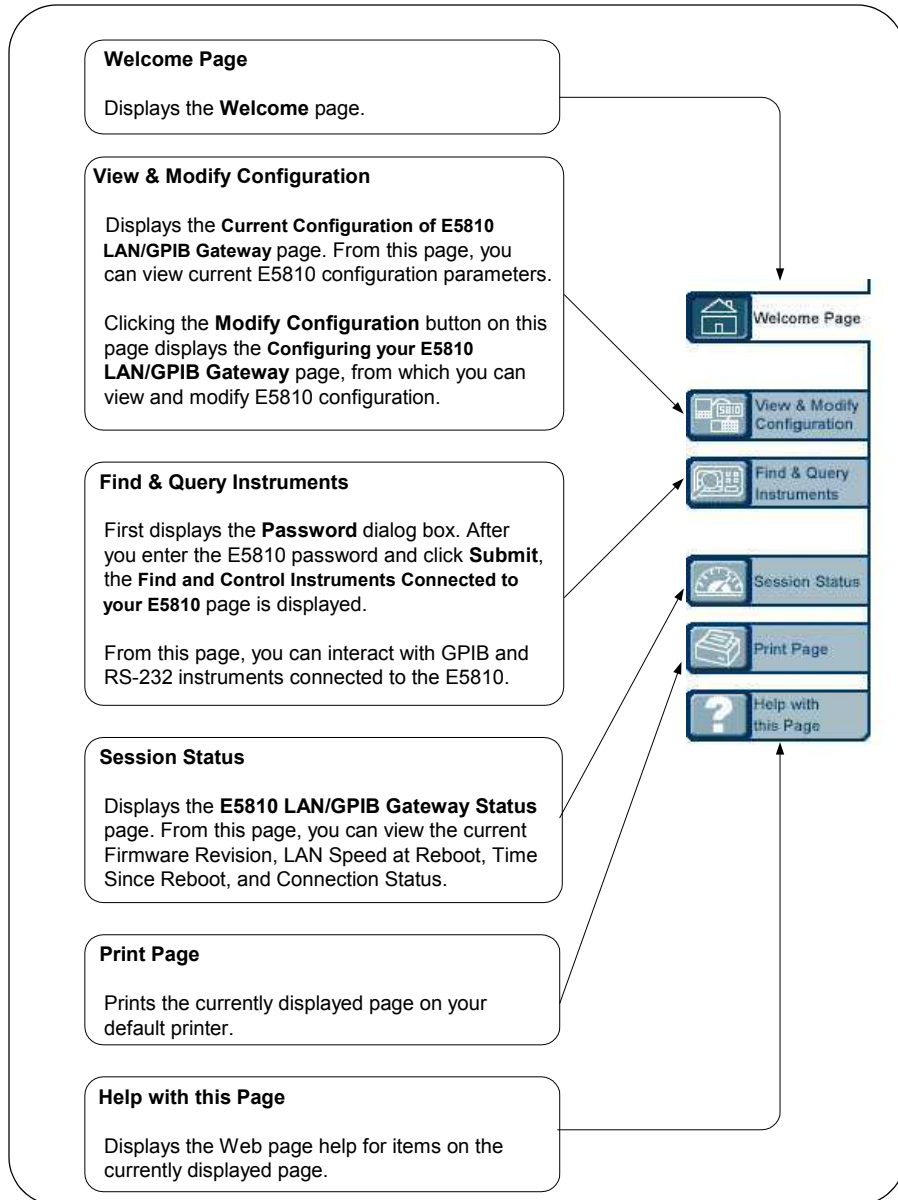 Welcome Page
Displays the Welcome page.
View & Modify Configuration
Displays the Current Configuration of E5810
LAN/GPIB Gateway page. From this page, you
can view current E5810 configuration parameters.
Clicking the Modify Configuration button on this
page displays the Configuring your E5810
LAN/GPIB Gateway page, from which you can
view and modify E5810 configuration.
Find & Query Instruments
First displays the Password dialog box. After
you enter the E5810 password and click Submit,
the Find and Control Instruments Connected to
your E5810 page is displayed.
From this page, you can interact with GPIB and
RS-232 instruments connected to the E5810.
Session Status
Displays the E5810 LAN/GPIB Gateway Status
page. From this page, you can view the current
Firmware Revision, LAN Speed at Reboot, Time
Since Reboot, and Connection Status.
Print Page
Prints the currently displayed page on your
default printer.
Help with this Page
Displays the Web page help for items on the
currently displayed page.
Welcome Page
5810
View & Modify
Configuration
Find & Query
Instruments
Session Status
Print Page
?
Help with
this Page